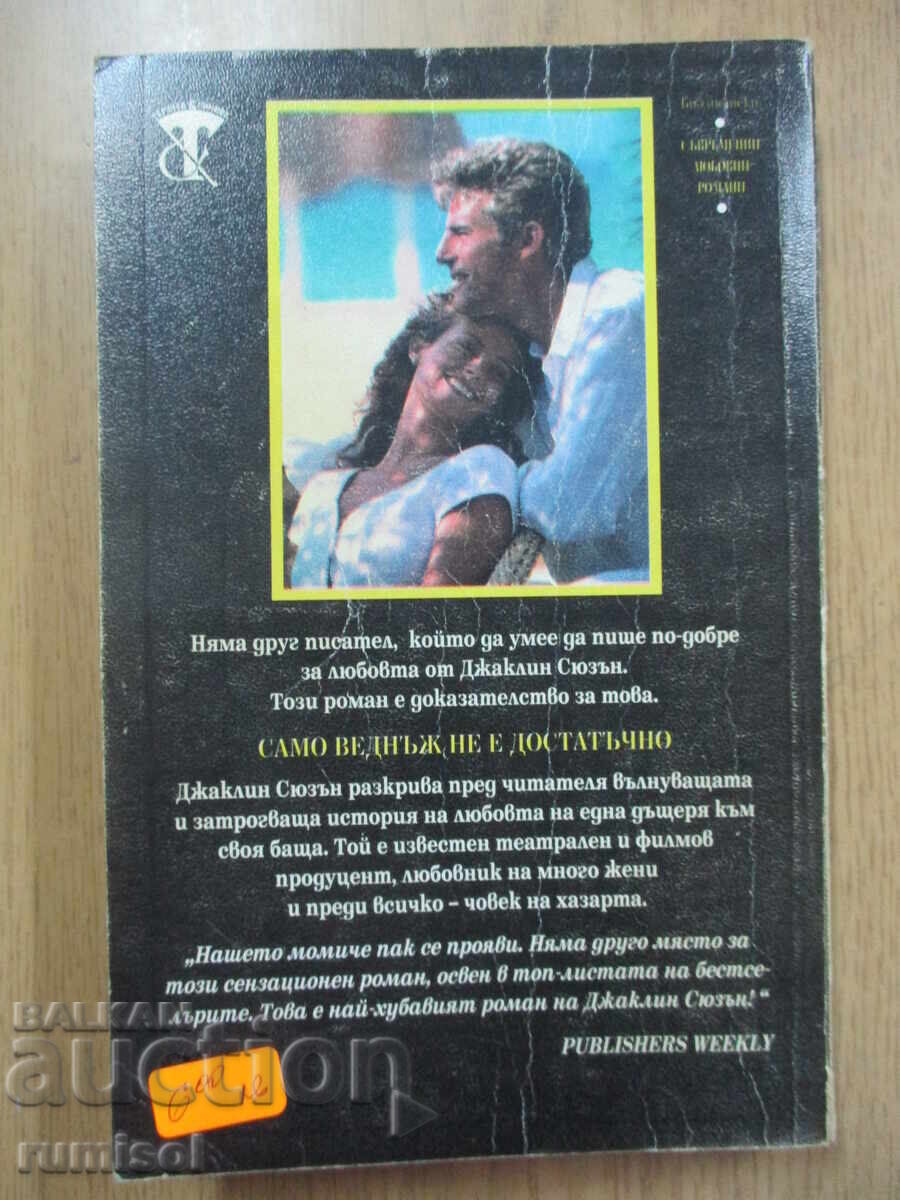 Библиотека
СЪВРЕМЕННИ
ЛЮБОВНИ
РОМАНИ
Няма друг писател, който да умее да пише по-добре
за любовта от Джаклин Сюзън.
Този роман е доказателство за това.
САМО ВЕДНЪЖ НЕ Е ДОСТАТЪЧНО
Джаклин Сюзън разкрива пред читателя вълнуващата
и затрогваща история на любовта на една дъщеря към
своя баща. Той е известен театрален и филмов
продуцент, любовник на много жени
и преди всичко – човек на хазарта.
„Нашето момиче пак се прояви. Няма друго място за
този сензационен роман, освен в топ-листата на бестсе-
лърите. Това е най-хубавият роман на Джаклин Сюзън!“
PUBLISHERS WEEKLY
BALKAN
auction
rumisol